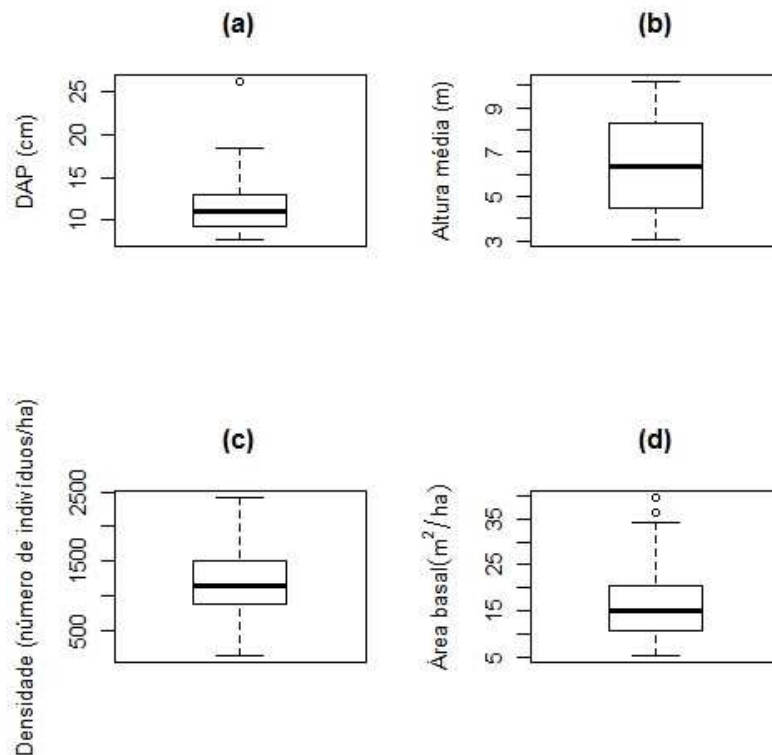 (a)
DAP (cm)
25
20
15
10
(b)
Altura média (m)
9
7
5
3
(c)
Densidade (número de indivíduos/ha)
2500
1500
500
(d)
Área basal(m²/ha)
35
25
15
5